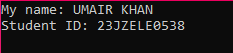 My name: UMAIR KHAN
Student ID: 23JZELE0538